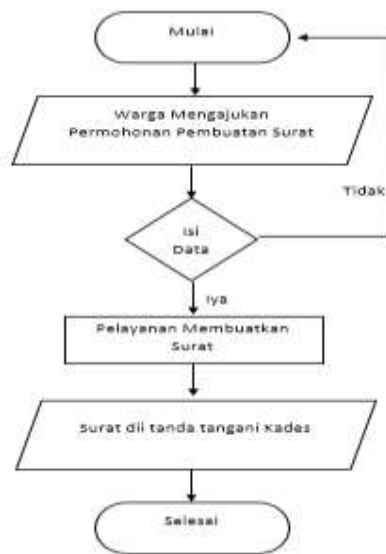 Mulai
Warga Mengajukan
Permohonan Pembuatan Surat
Tidak
Isi
Data
Iya
Pelayanan Membuatkan
Surat
Surat dii tanda tangani Kades
Selesai